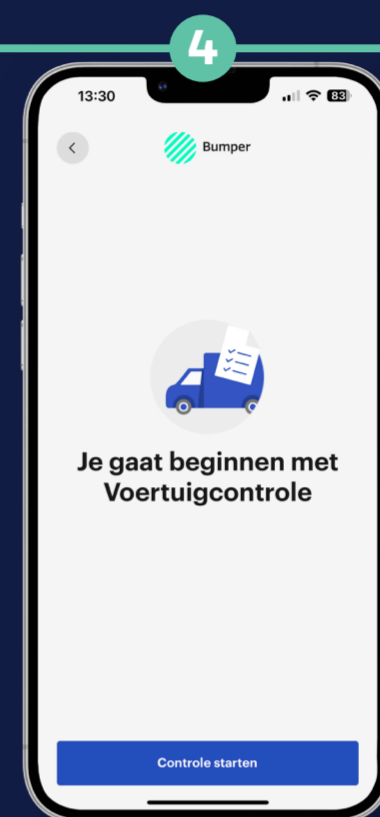 4
13:30
83
Bumper
Je gaat beginnen met
Voertuigcontrole
Controle starten